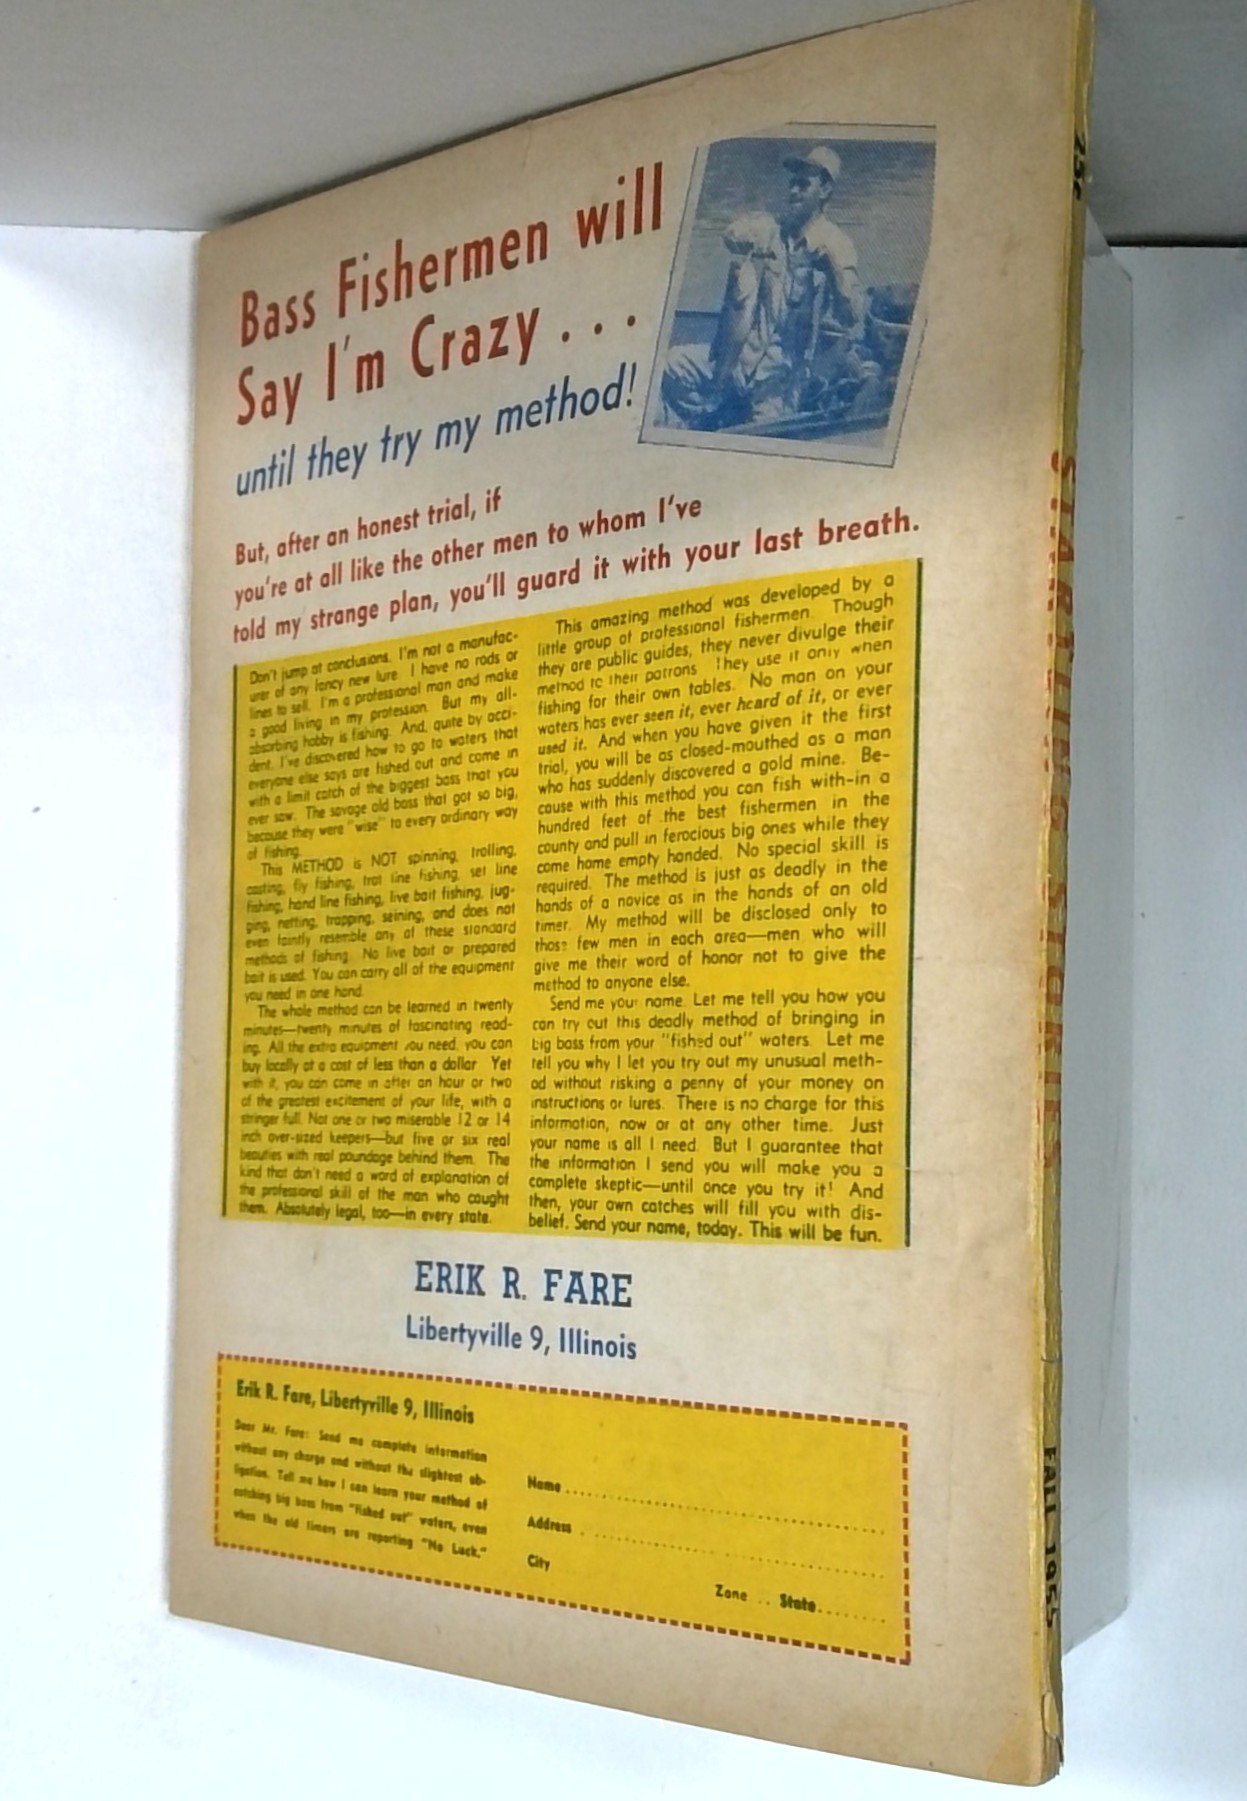 Bass Fishermen will
Say I'm Crazy . . .
until they try my method!
But, after an honest trial, if
you're at all like the other men to whom I've
told my strange plan, you'll guard it with your last breath.
Don't jump at conclusions. I'm not a manufac-
urer of any fancy new lure. I have no rods or
lines to sell. I'm a professional man and make
a good living in my profession. But my all-
absorbing hobby is fishing. And, quite by acci-
dent, I've discovered how to go to waters that
everyone else says are fished out and come in
with a limit catch of the biggest bass that you
ever saw. The savage old bass that got so big,
because they were "wise" to every ordinary way
of fishing.
This METHOD is NOT spinning, trolling,
casting, fly fishing, trot line fishing, set line
fishing, hand line fishing, live bait fishing, jug-
ging, netting, trapping, seining, and does not
even faintly resemble any of these standard
methods of fishing. No live bait or prepared
bait is used. You can carry all of the equipment
you need in one hand.
The whole method can be learned in twenty
minutes—twenty minutes of fascinating read-
ing. All the extra equipment you need, you can
buy locally at a cost of less than a dollar. Yet
with it, you can come in after an hour or two
of the greatest excitement of your life, with a
stringer full. Not one or two miserable 12 or 14
inch over-sized keepers—but five or six real
beauties with real poundage behind them. The
kind that don't need a word of explanation of
the professional skill of the man who caught
them. Absolutely legal, too—in every state.
This amazing method was developed by a
little group of professional fishermen. Though
they are public guides, they never divulge their
method to their patrons. They use it only when
fishing for their own tables. No man on your
waters has ever seen it, ever heard of it, or ever
used it. And when you have given it the first
trial, you will be as closed-mouthed as a man
who has suddenly discovered a gold mine. Be-
cause with this method you can fish with-in a
hundred feet of the best fishermen in the
county and pull in ferocious big ones while they
come home empty handed. No special skill is
required. The method is just as deadly in the
hands of a novice as in the hands of an old
timer. My method will be disclosed only to
those few men in each area—men who will
give me their word of honor not to give the
method to anyone else.
Send me your name. Let me tell you how you
can try out this deadly method of bringing in
big bass from your "fished out" waters. Let me
tell you why I let you try out my unusual meth-
od without risking a penny of your money on
instructions or lures. There is no charge for this
information, now or at any other time. Just
your name is all I need. But I guarantee that
the information I send you will make you a
complete skeptic—until once you try it! And
then, your own catches will fill you with dis-
belief. Send your name, today. This will be fun.
ERIK R. FARE
Libertyville 9, Illinois
Erik R. Fare, Libertyville 9, Illinois
Dear Mr. Fare: Send me complete information
without any charge and without the slightest ob-
ligation. Tell me how I can learn your method of
catching big bass from "fished out" waters, even
when the old timers are reporting "No Luck."
Name
Address
City
Zone .. State
25c
STARTLING STORIES
FALL 1955